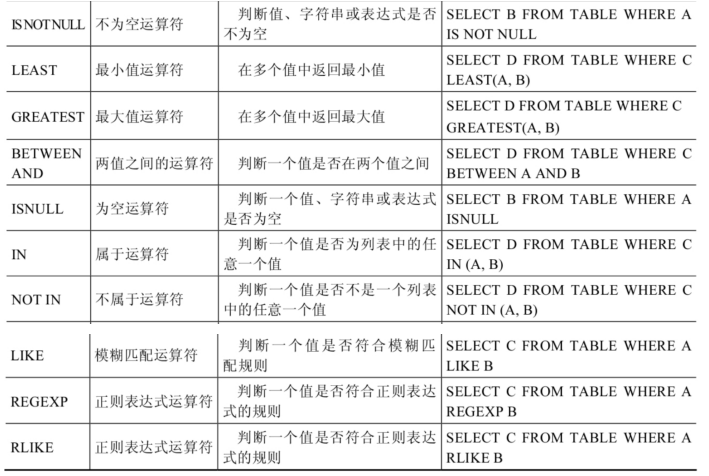 ISNOTNULL 不为空运算符 判断值、字符串或表达式是否 SELECT B FROM TABLE WHERE A
不为空 IS NOT NULL
LEAST 最小值运算符 在多个值中返回最小值 SELECT D FROM TABLE WHERE C
LEAST(A, B)
GREATEST 最大值运算符 在多个值中返回最大值 SELECT D FROM TABLE WHERE C
GREATEST(A, B)
BETWEEN 两值之间的运算符 判断一个值是否在两个值之间 SELECT D FROM TABLE WHERE C
AND BETWEEN A AND B
ISNULL 为空运算符 判断一个值、字符串或表达式 SELECT B FROM TABLE WHERE A
是否为空 ISNULL
IN 属于运算符 判断一个值是否为列表中的任 SELECT D FROM TABLE WHERE C
意一个值 IN (A, B)
NOT IN 不属于运算符 判断一个值是否不是一个列表 SELECT D FROM TABLE WHERE C
中的任意一个值 NOT IN (A, B)
LIKE 模糊匹配运算符 判断一个值是否符合模糊匹 SELECT C FROM TABLE WHERE A
配规则 LIKE B
REGEXP 正则表达式运算符 判断一个值是否符合正则表达 SELECT C FROM TABLE WHERE A
式的规则 REGEXP B
RLIKE 正则表达式运算符 判断一个值是否符合正则表达 SELECT C FROM TABLE WHERE A
式的规则 RLIKE B